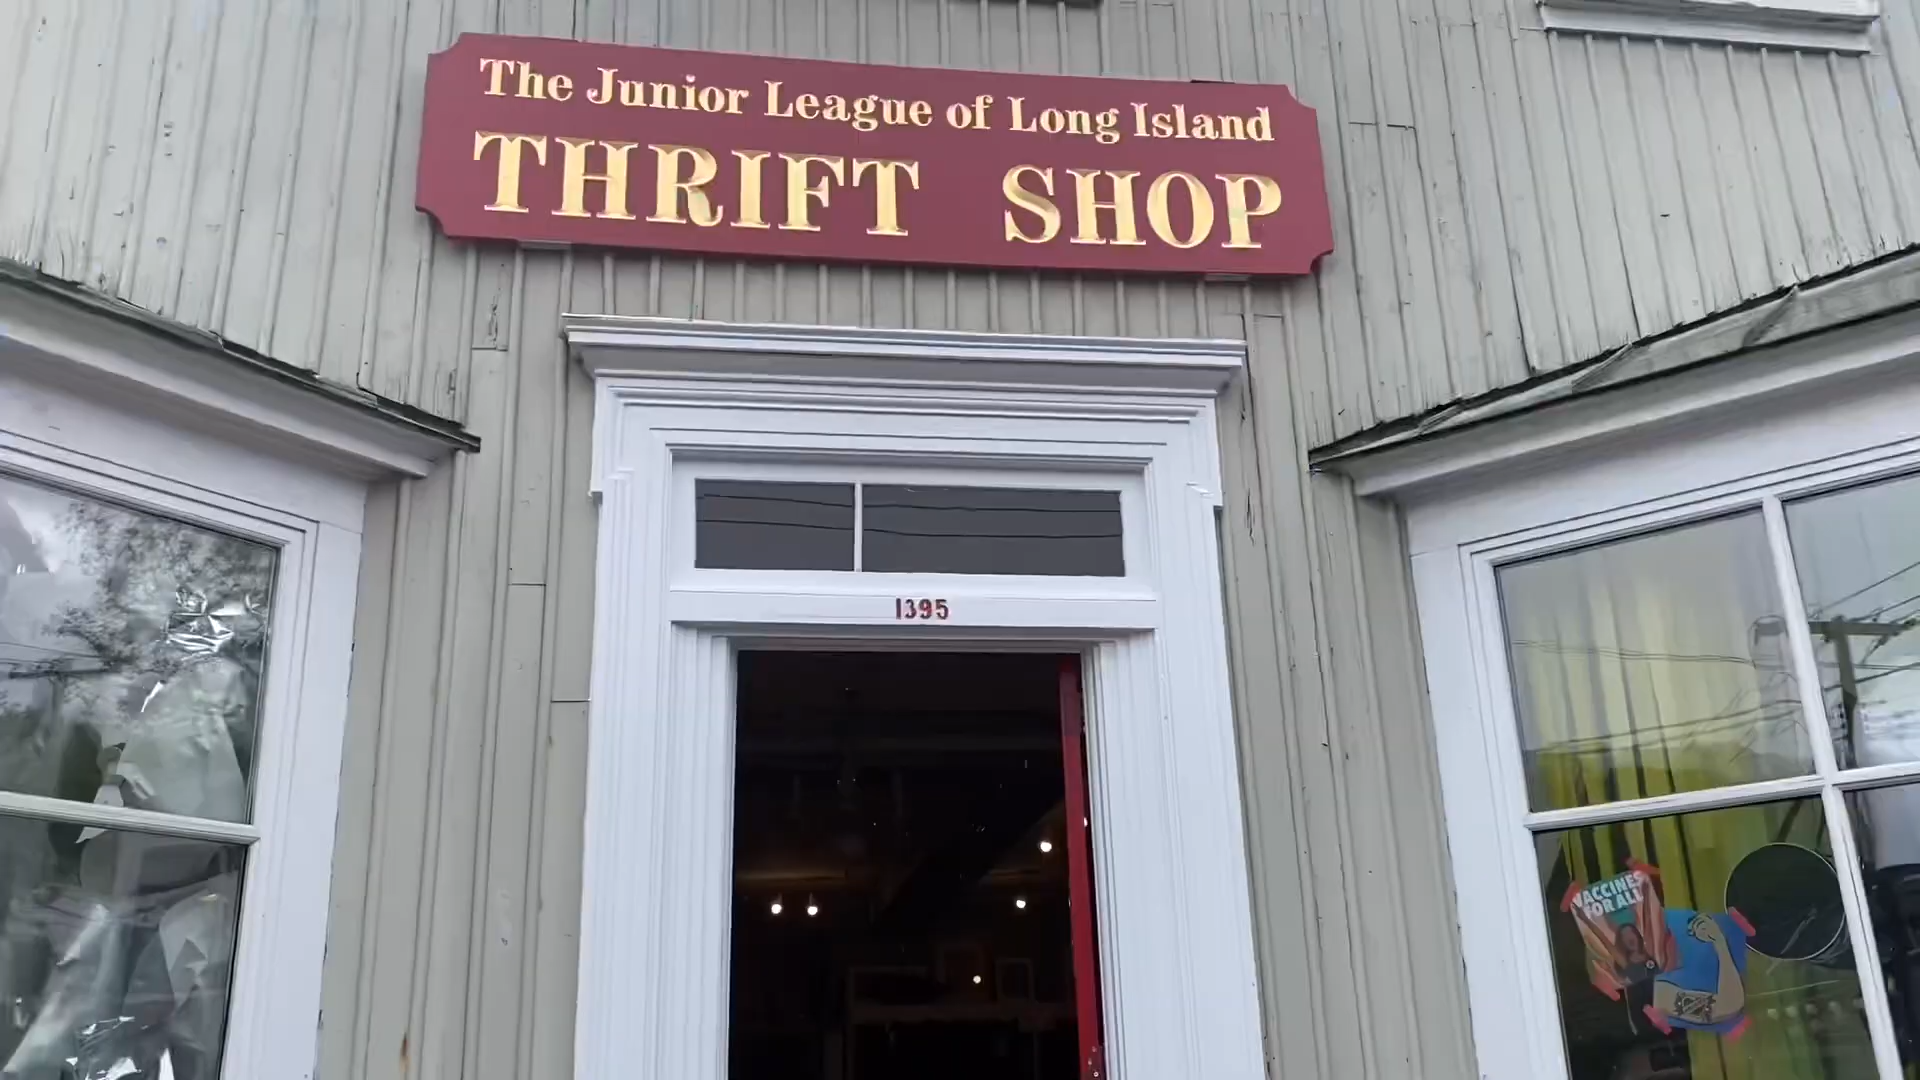 The Junior League of Long Island
THRIFT SHOP
1395
VACCINES
FOR ALL